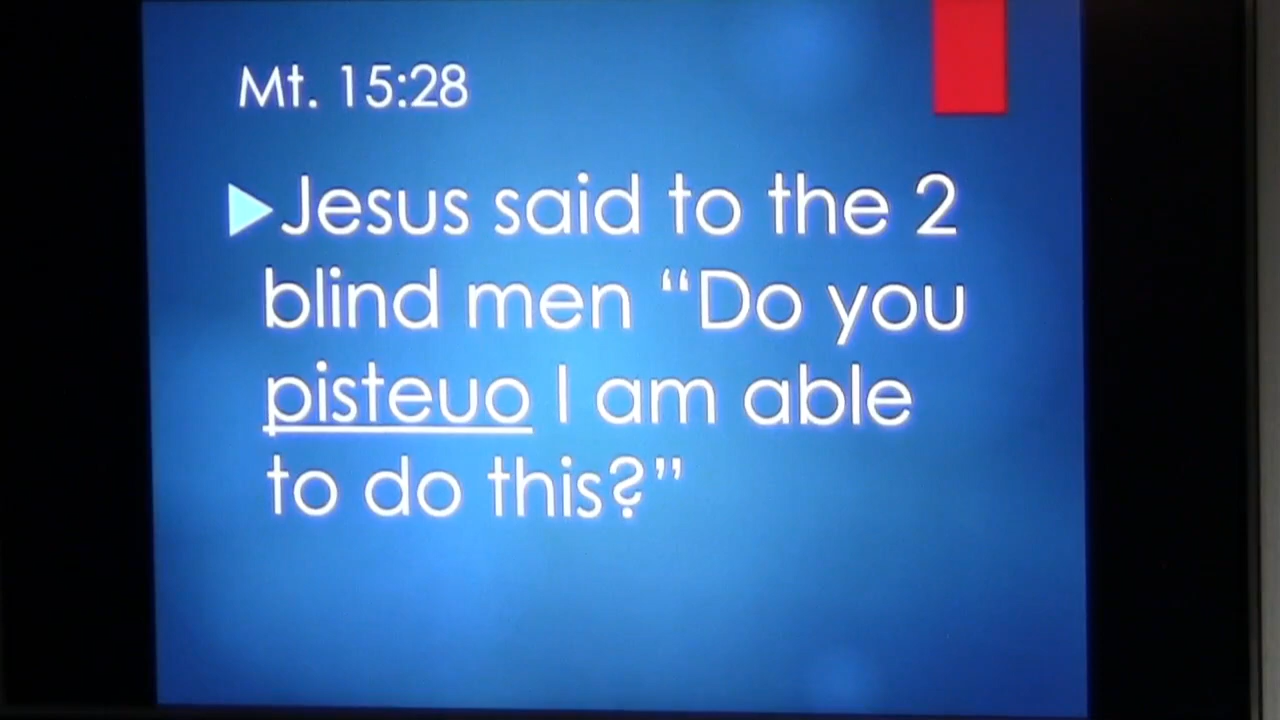 Mt. 15:28
Jesus said to the 2
blind men “Do you
pisteuo I am able
to do this?”